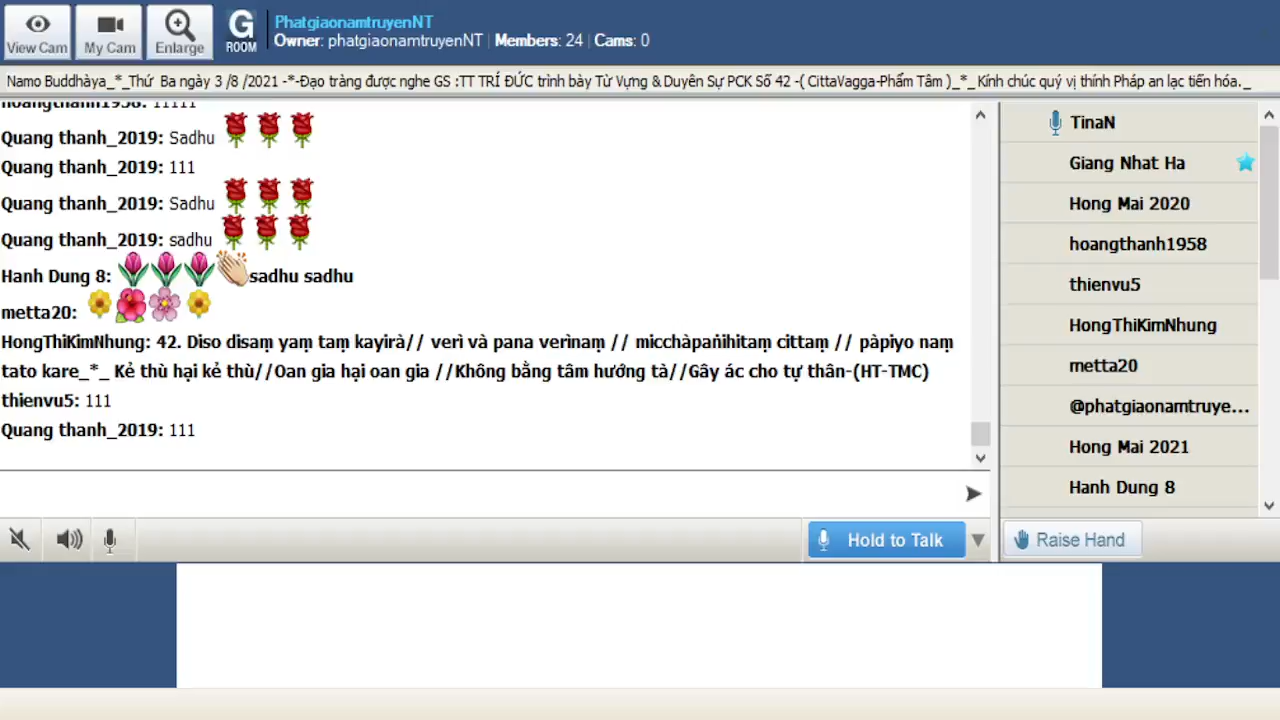 View Cam
My Cam
Enlarge
G
ROOM
PhatgiaonamtruyenNT
Owner: phatgiaonamtruyenNT | Members: 24 | Cams: 0
Namo Buddhàya_*_Thứ Ba ngày 3 /8 /2021 -*-Đạo tràng được nghe GS :TT TRÍ ĐỨC trình bày Từ Vựng & Duyên Sự PCK Số 42 -( CittaVagga-Phẩm Tâm )_*_ Kính chúc quý vị thính Pháp an lạc tiến hóa._
hoangthanh1958: 11111
Quang thanh_2019: Sadhu
Quang thanh_2019: 111
Quang thanh_2019: Sadhu
Quang thanh_2019: sadhu
Hanh Dung 8: sadhu sadhu
metta20:
HongThiKimNhung: 42. Diso disaṃ yaṃ taṃ kayirà// verì và pana verìnaṃ // micchàpaṅihitaṃ cittaṃ // pàpiyo naṃ
tato kare_*_ Kẻ thù hại kẻ thù//Oan gia hại oan gia //Không bằng tâm hướng tà//Gây ác cho tự thân-(HT-TMC)
thienvu5: 111
Quang thanh_2019: 111
TinaN
Giang Nhat Ha
Hong Mai 2020
hoangthanh1958
thienvu5
HongThiKimNhung
metta20
@phatgiaonamtruye...
Hong Mai 2021
Hanh Dung 8
Hold to Talk
Raise Hand